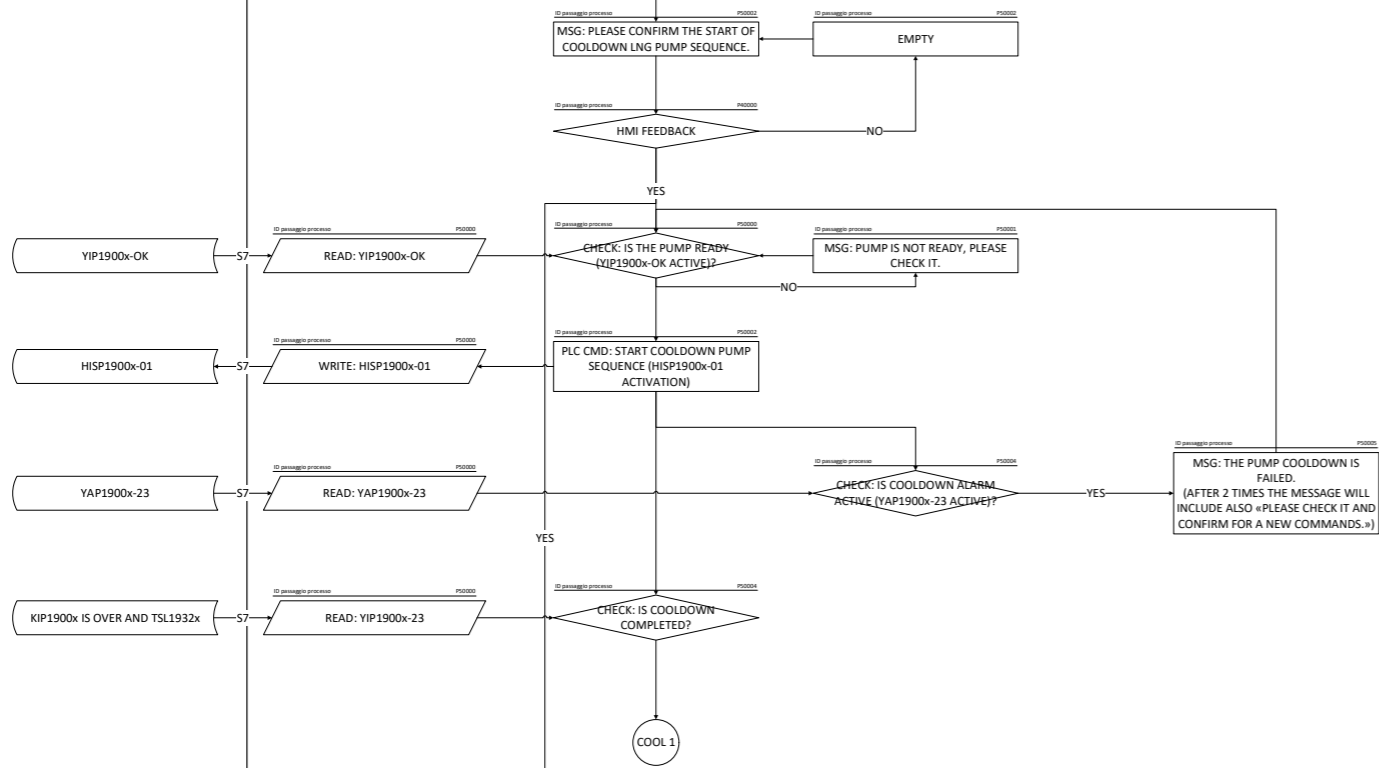 ID passaggio processo P50002
MSG: PLEASE CONFIRM THE START OF
COOLDOWN LNG PUMP SEQUENCE.
ID passaggio processo P50002
EMPTY
ID passaggio processo P40000
HMI FEEDBACK
NO
YES
YIP1900x-OK
S7
ID passaggio processo P50000
READ: YIP1900x-OK
ID passaggio processo P50000
CHECK: IS THE PUMP READY
(YIP1900x-OK ACTIVE)?
ID passaggio processo P50001
MSG: PUMP IS NOT READY, PLEASE
CHECK IT.
NO
HISP1900x-01
S7
ID passaggio processo P50000
WRITE: HISP1900x-01
ID passaggio processo P50002
PLC CMD: START COOLDOWN PUMP
SEQUENCE (HISP1900x-01
ACTIVATION)
YAP1900x-23
S7
ID passaggio processo P50000
READ: YAP1900x-23
ID passaggio processo P50004
CHECK: IS COOLDOWN ALARM
ACTIVE (YAP1900x-23 ACTIVE)?
YES
ID passaggio processo P50005
MSG: THE PUMP COOLDOWN IS
FAILED.
(AFTER 2 TIMES THE MESSAGE WILL
INCLUDE ALSO «PLEASE CHECK IT AND
CONFIRM FOR A NEW COMMANDS.»)
YES
KIP1900x IS OVER AND TSL1932x
S7
ID passaggio processo P50000
READ: YIP1900x-23
ID passaggio processo P50004
CHECK: IS COOLDOWN
COMPLETED?
COOL 1